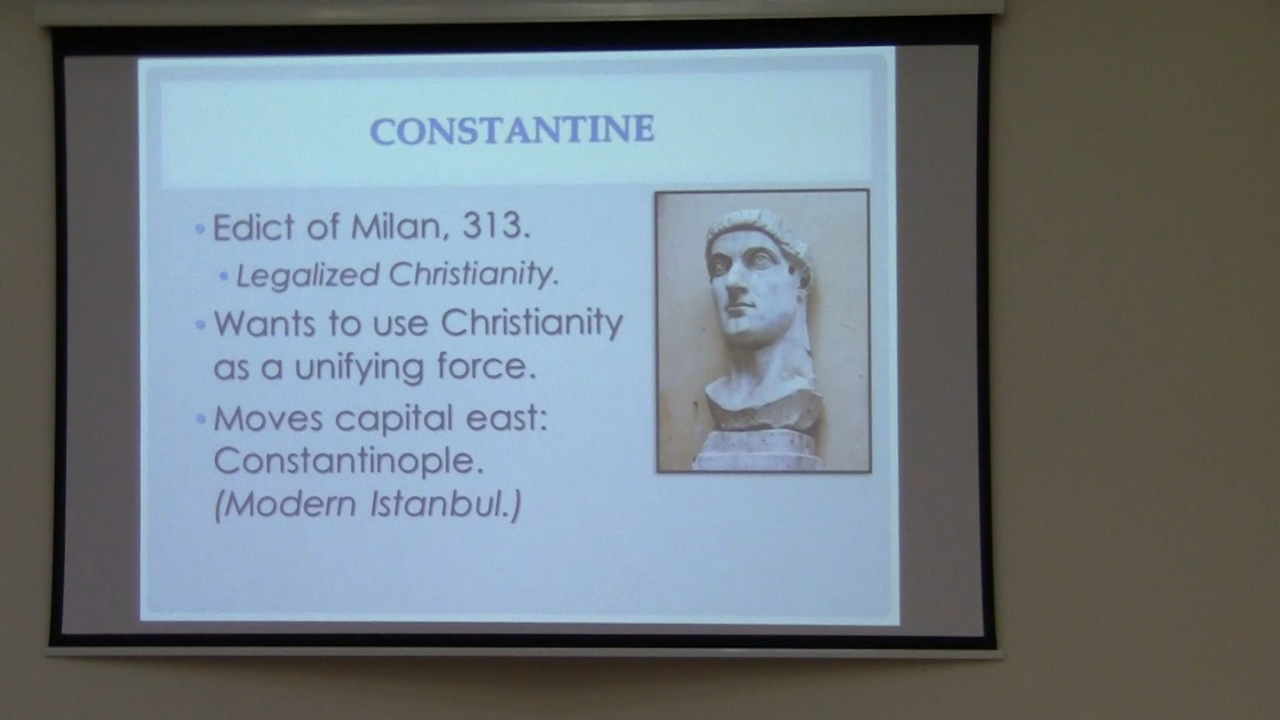 CONSTANTINE
• Edict of Milan, 313.
• Legalized Christianity.
• Wants to use Christianity
as a unifying force.
• Moves capital east:
Constantinople.
(Modern Istanbul.)